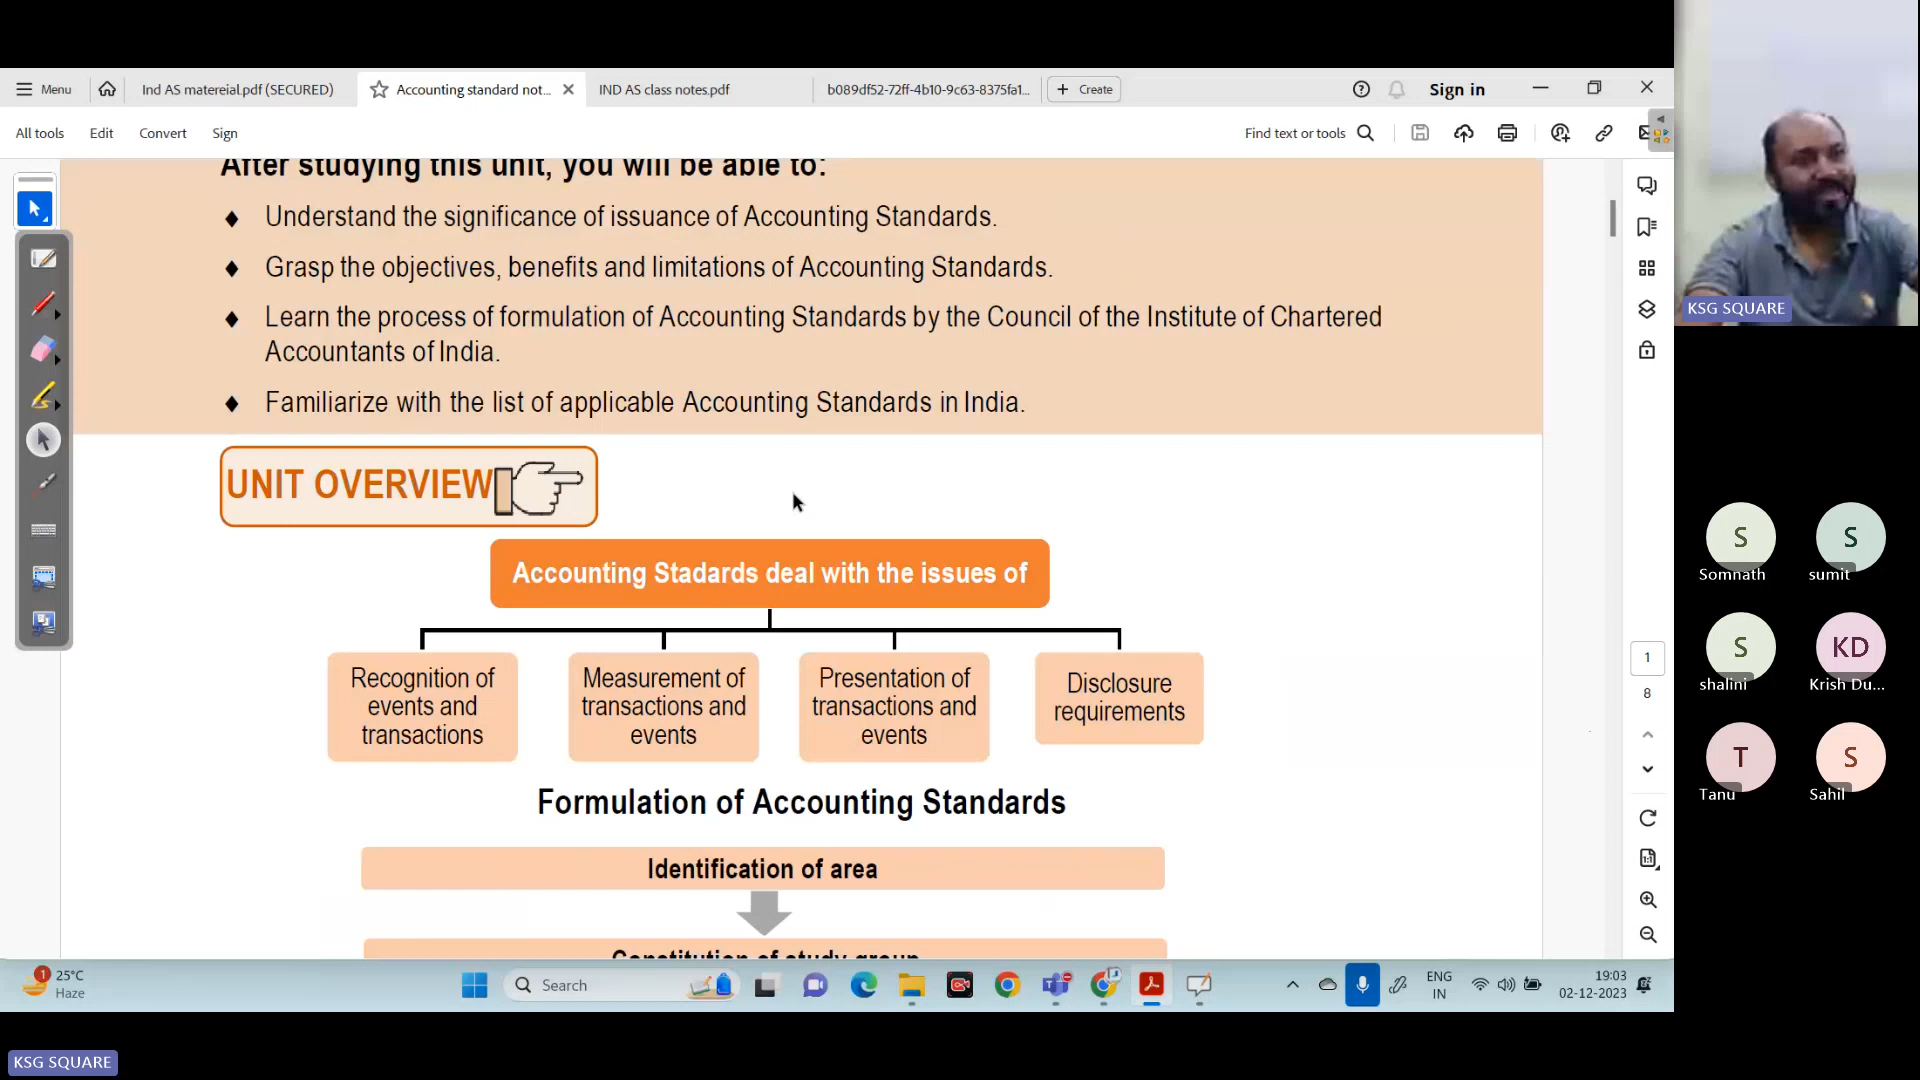 Menu
Ind AS matereial.pdf (SECURED)
Accounting standard not...
IND AS class notes.pdf
b089df52-72ff-4b10-9c63-8375fa1...
Create
Sign in
All tools
Edit
Convert
Sign
Find text or tools
After studying this unit, you will be able to:
♦ Understand the significance of issuance of Accounting Standards.
♦ Grasp the objectives, benefits and limitations of Accounting Standards.
♦ Learn the process of formulation of Accounting Standards by the Council of the Institute of Chartered
Accountants of India.
♦ Familiarize with the list of applicable Accounting Standards in India.
UNIT OVERVIEW
Accounting Stadards deal with the issues of
Recognition of
events and
transactions
Measurement of
transactions and
events
Presentation of
transactions and
events
Disclosure
requirements
Formulation of Accounting Standards
Identification of area
Constitution of study group
1
8
KSG SQUARE
S
Somnath
S
sumit
S
shalini
KD
Krish Du...
T
Tanu
S
Sahil
1
25°C
Haze
Search
ENG
IN
19:03
02-12-2023
KSG SQUARE